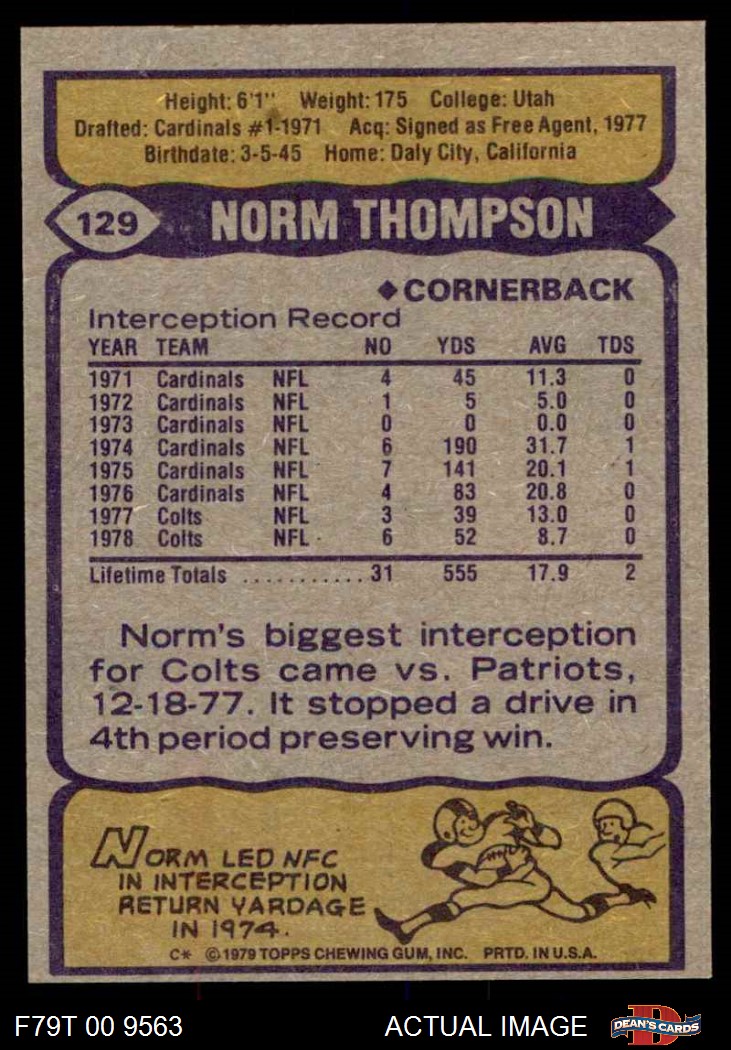 Height: 6'1" Weight: 175 College: Utah
Drafted: Cardinals #1-1971 Acq: Signed as Free Agent, 1977
Birthdate: 3-5-45 Home: Daly City, California
129 NORM THOMPSON
◆CORNERBACK
Interception Record
YEAR TEAM NO YDS AVG TDS
1971 Cardinals NFL 4 45 11.3 0
1972 Cardinals NFL 1 5 5.0 0
1973 Cardinals NFL 0 0 0.0 0
1974 Cardinals NFL 6 190 31.7 1
1975 Cardinals NFL 7 141 20.1 1
1976 Cardinals NFL 4 83 20.8 0
1977 Colts NFL 3 39 13.0 0
1978 Colts NFL 6 52 8.7 0
Lifetime Totals ........... 31 555 17.9 2
Norm's biggest interception
for Colts came vs. Patriots,
12-18-77. It stopped a drive in
4th period preserving win.
NORM LED NFC
IN INTERCEPTION
RETURN YARDAGE
IN 1974.
C* © 1979 TOPPS CHEWING GUM, INC. PRTD. IN U.S.A.
F79T 00 9563 ACTUAL IMAGE D DEAN'S CARDS